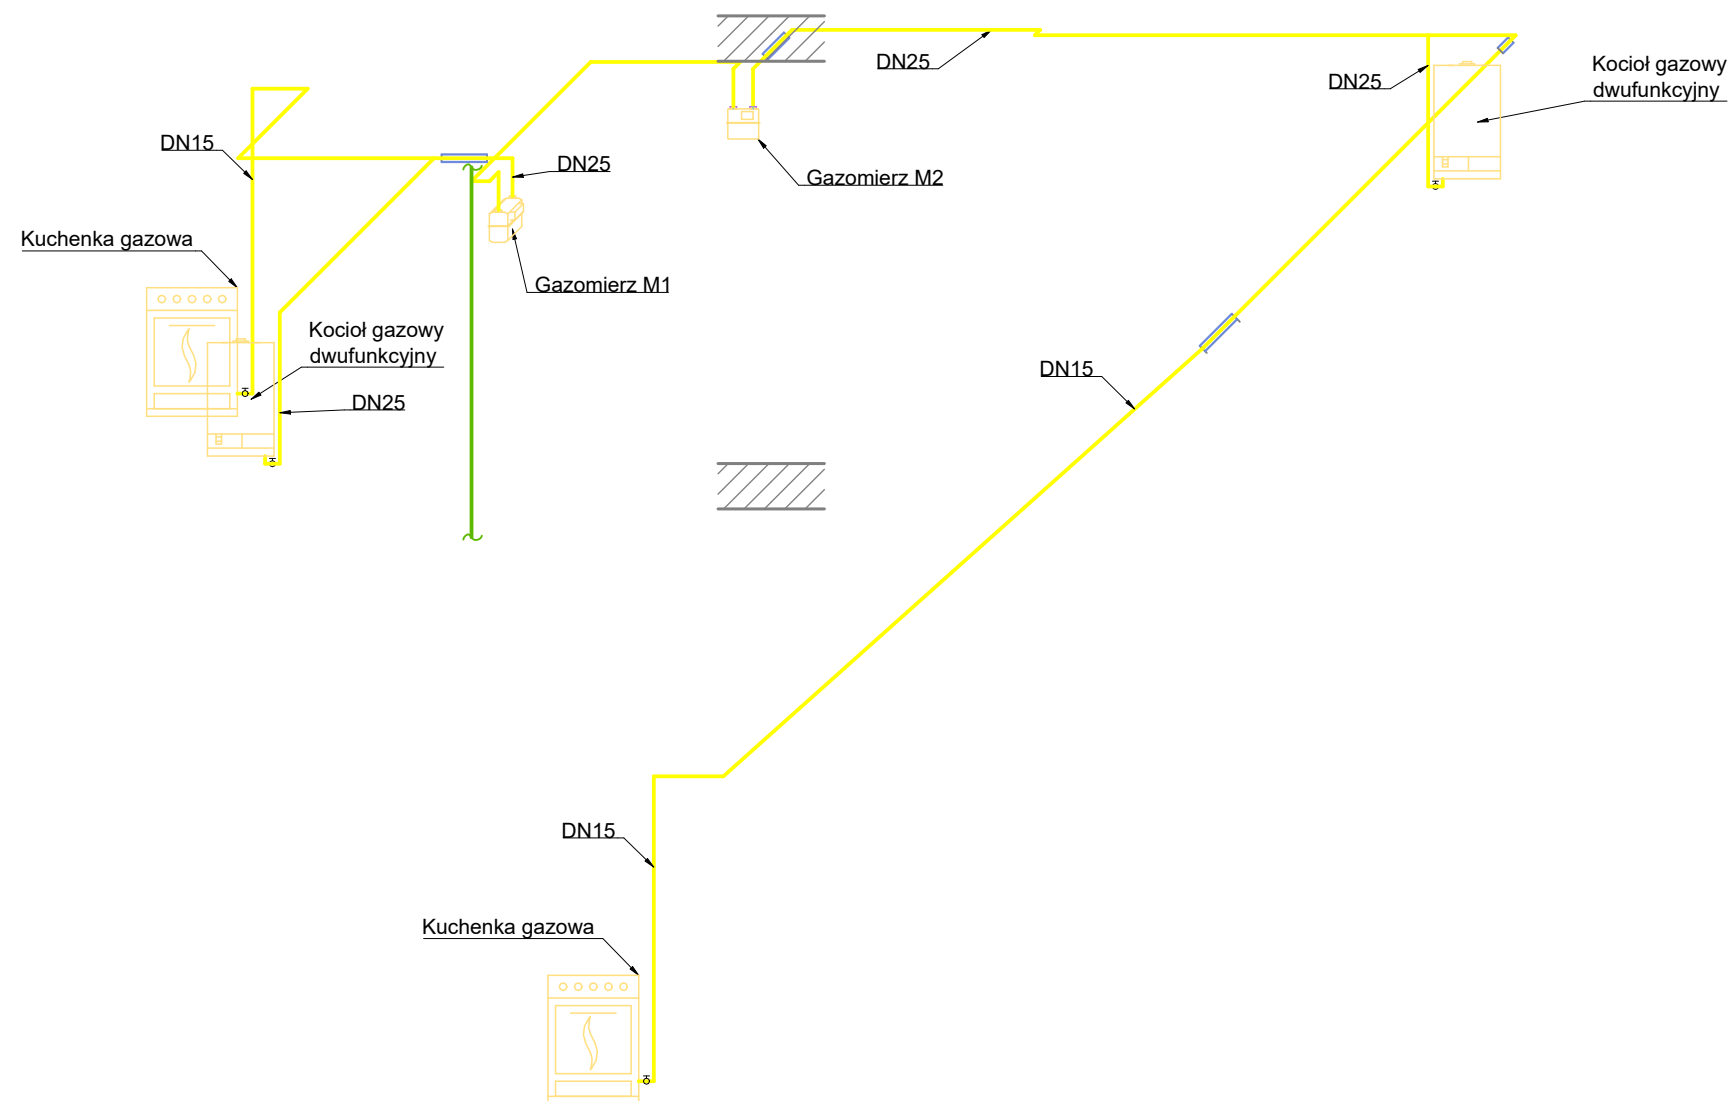 DN25
Kocioł gazowy
dwufunkcyjny
DN25
DN15
DN25
Gazomierz M2
Kuchenka gazowa
Gazomierz M1
Kocioł gazowy
dwufunkcyjny
DN15
DN25
DN15
Kuchenka gazowa